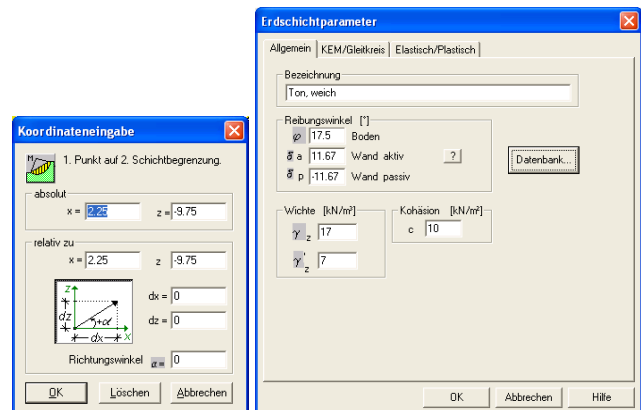 Koordinateneingabe
M
1. Punkt auf 2. Schichtbegrenzung.
absolut
x = 2.25 z = -9.75
relativ zu
x = 2.25 z -9.75
z
dz
+α
dx
x
dx = 0
dz = 0
Richtungswinkel α = 0
OK Löschen Abbrechen
Erdschichtparameter
Allgemein KEM/Gleitkreis Elastisch/Plastisch
Bezeichnung
Ton, weich
Reibungswinkel [°]
φ 17.5 Boden
δ a 11.67 Wand aktiv ?
δ p -11.67 Wand passiv
Datenbank...
Wichte [kN/m³]
γ z 17
γ' z 7
Kohäsion [kN/m²]
c 10
OK Abbrechen Hilfe